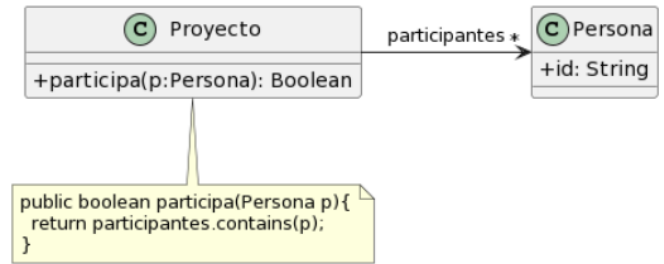 C Proyecto
+participa(p:Persona): Boolean
participantes *
C Persona
+id: String
public boolean participa(Persona p){
return participantes.contains(p);
}